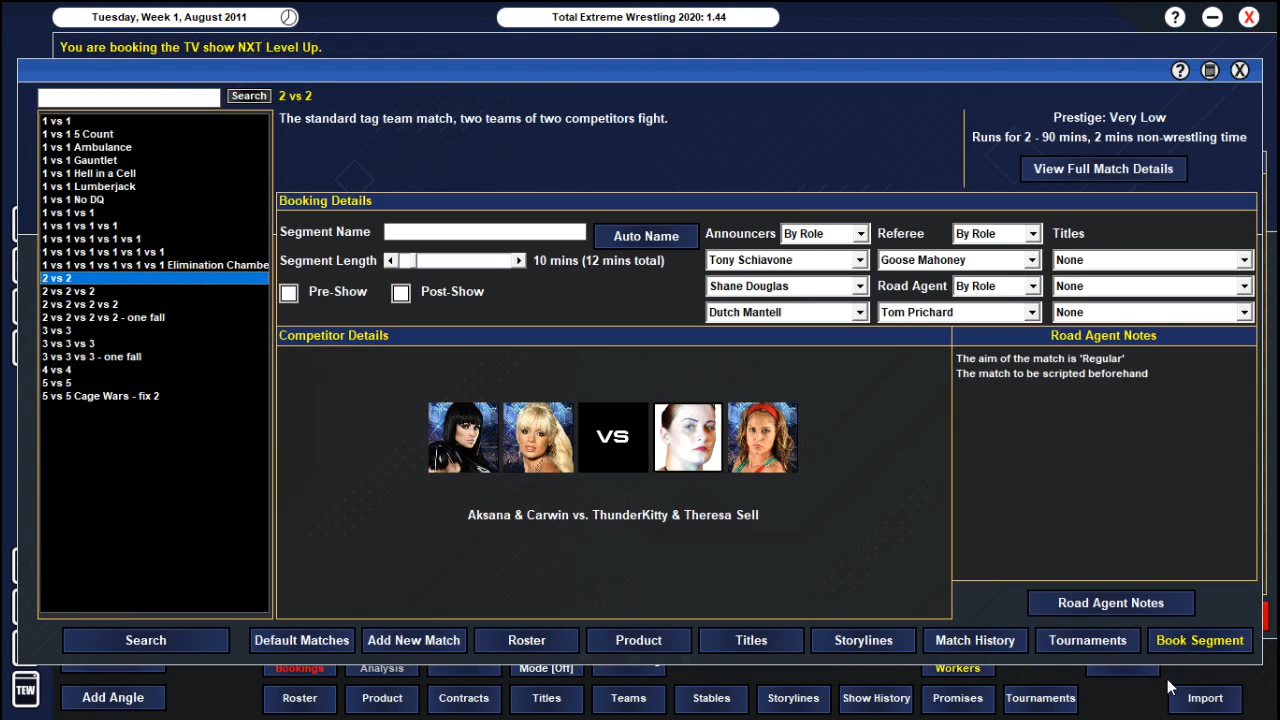 Tuesday, Week 1, August 2011
Total Extreme Wrestling 2020: 1.44
? X
You are booking the TV show NXT Level Up.
? X
Search
2 vs 2
The standard tag team match, two teams of two competitors fight.
Prestige: Very Low
Runs for 2 - 90 mins, 2 mins non-wrestling time
View Full Match Details
1 vs 1
1 vs 1 5 Count
1 vs 1 Ambulance
1 vs 1 Gauntlet
1 vs 1 Hell in a Cell
1 vs 1 Lumberjack
1 vs 1 No DQ
1 vs 1 vs 1
1 vs 1 vs 1 vs 1
1 vs 1 vs 1 vs 1 vs 1
1 vs 1 vs 1 vs 1 vs 1 vs 1
1 vs 1 vs 1 vs 1 vs 1 vs 1 Elimination Chambe
2 vs 2
2 vs 2 vs 2
2 vs 2 vs 2 vs 2
2 vs 2 vs 2 vs 2 - one fall
3 vs 3
3 vs 3 vs 3
3 vs 3 vs 3 - one fall
4 vs 4
5 vs 5
5 vs 5 Cage Wars - fix 2
Booking Details
Segment Name
Auto Name
Announcers By Role
Referee By Role
Titles
Segment Length
10 mins (12 mins total)
Tony Schiavone
Goose Mahoney
None
Pre-Show
Post-Show
Shane Douglas
Road Agent By Role
None
Dutch Mantell
Tom Prichard
None
Competitor Details
Road Agent Notes
The aim of the match is 'Regular'
The match to be scripted beforehand
VS
Aksana & Carwin vs. ThunderKitty & Theresa Sell
Road Agent Notes
Search
Default Matches
Add New Match
Roster
Product
Titles
Storylines
Match History
Tournaments
Book Segment
Bookings
Analysis
Mode [Off]
Workers
TEW
Add Angle
Roster
Product
Contracts
Titles
Teams
Stables
Storylines
Show History
Promises
Tournaments
Import